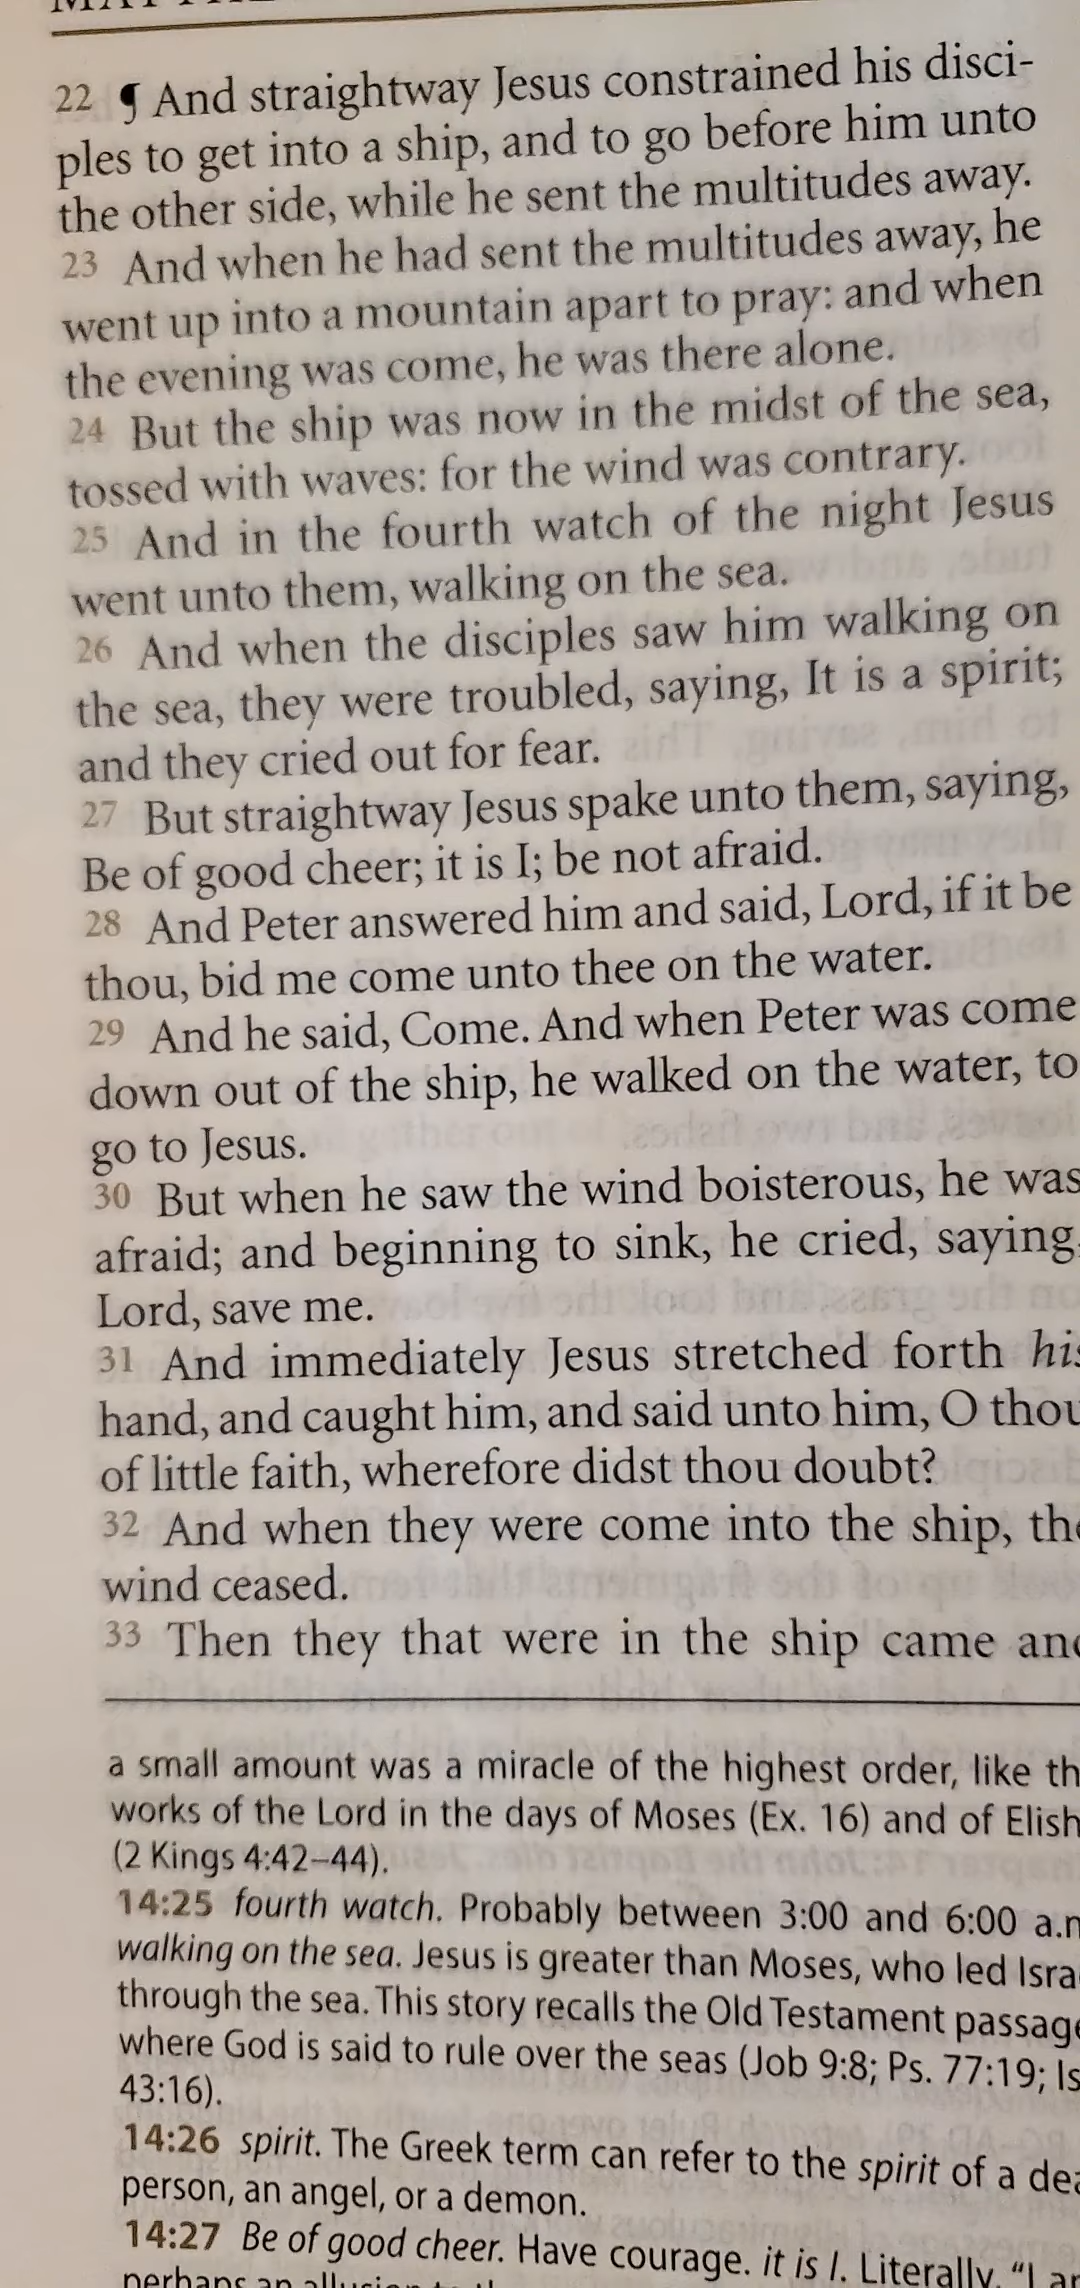 22 ¶ And straightway Jesus constrained his disci-
ples to get into a ship, and to go before him unto
the other side, while he sent the multitudes away.
23 And when he had sent the multitudes away, he
went up into a mountain apart to pray: and when
the evening was come, he was there alone.
24 But the ship was now in the midst of the sea,
tossed with waves: for the wind was contrary.
25 And in the fourth watch of the night Jesus
went unto them, walking on the sea.
26 And when the disciples saw him walking on
the sea, they were troubled, saying, It is a spirit;
and they cried out for fear.
27 But straightway Jesus spake unto them, saying,
Be of good cheer; it is I; be not afraid.
28 And Peter answered him and said, Lord, if it be
thou, bid me come unto thee on the water.
29 And he said, Come. And when Peter was come
down out of the ship, he walked on the water, to
go to Jesus.
30 But when he saw the wind boisterous, he was
afraid; and beginning to sink, he cried, saying,
Lord, save me.
31 And immediately Jesus stretched forth his
hand, and caught him, and said unto him, O thou
of little faith, wherefore didst thou doubt?
32 And when they were come into the ship, the
wind ceased.
33 Then they that were in the ship came and
a small amount was a miracle of the highest order, like th
works of the Lord in the days of Moses (Ex. 16) and of Elish
(2 Kings 4:42–44).
14:25 fourth watch. Probably between 3:00 and 6:00 a.m
walking on the sea. Jesus is greater than Moses, who led Isra
through the sea. This story recalls the Old Testament passage
where God is said to rule over the seas (Job 9:8; Ps. 77:19; Is
43:16).
14:26 spirit. The Greek term can refer to the spirit of a dea
person, an angel, or a demon.
14:27 Be of good cheer. Have courage. it is I. Literally, “I am
perhaps an